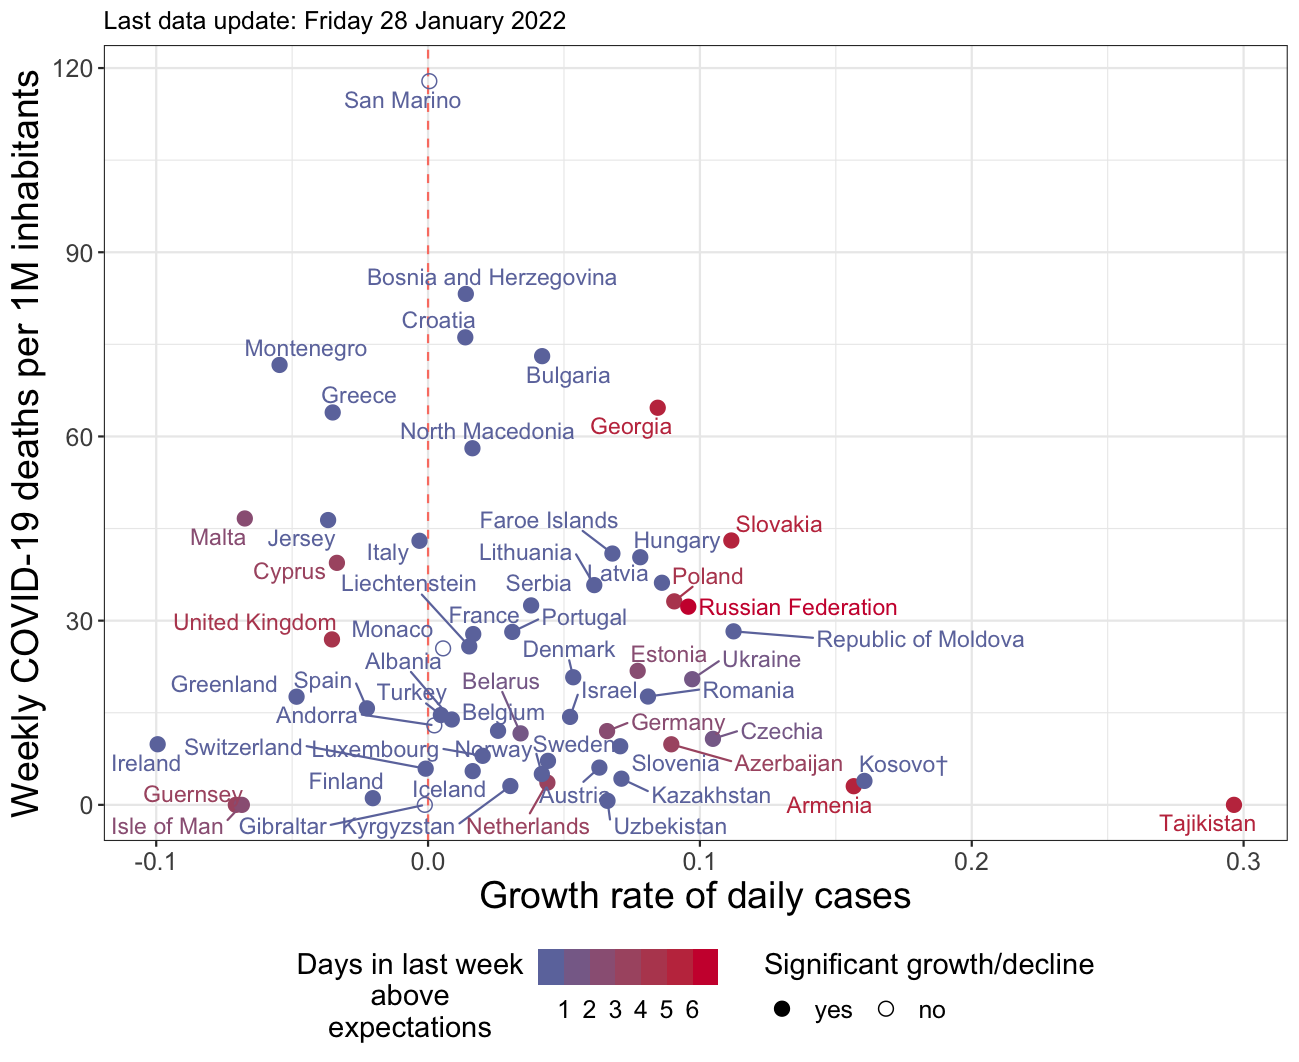 Last data update: Friday 28 January 2022
Weekly COVID-19 deaths per 1M inhabitants
120
90
60
30
0
San Marino
Bosnia and Herzegovina
Croatia
Montenegro
Bulgaria
Greece
Georgia
North Macedonia
Faroe Islands
Slovakia
Malta
Jersey
Hungary
Italy
Lithuania
Cyprus
Latvia
Poland
Liechtenstein
Serbia
Russian Federation
United Kingdom
France
Portugal
Monaco
Republic of Moldova
Denmark
Albania
Estonia
Ukraine
Greenland
Spain
Belarus
Turkey
Israel
Romania
Andorra
Belgium
Germany
Czechia
Switzerland
Luxembourg
Norway
Sweden
Ireland
Slovenia
Azerbaijan
Kosovo†
Finland
Iceland
Guernsey
Austria
Kazakhstan
Armenia
Isle of Man
Gibraltar
Kyrgyzstan
Netherlands
Uzbekistan
Tajikistan
-0.1
0.0
0.1
0.2
0.3
Growth rate of daily cases
Days in last week
above
expectations
1 2 3 4 5 6
Significant growth/decline
yes
no